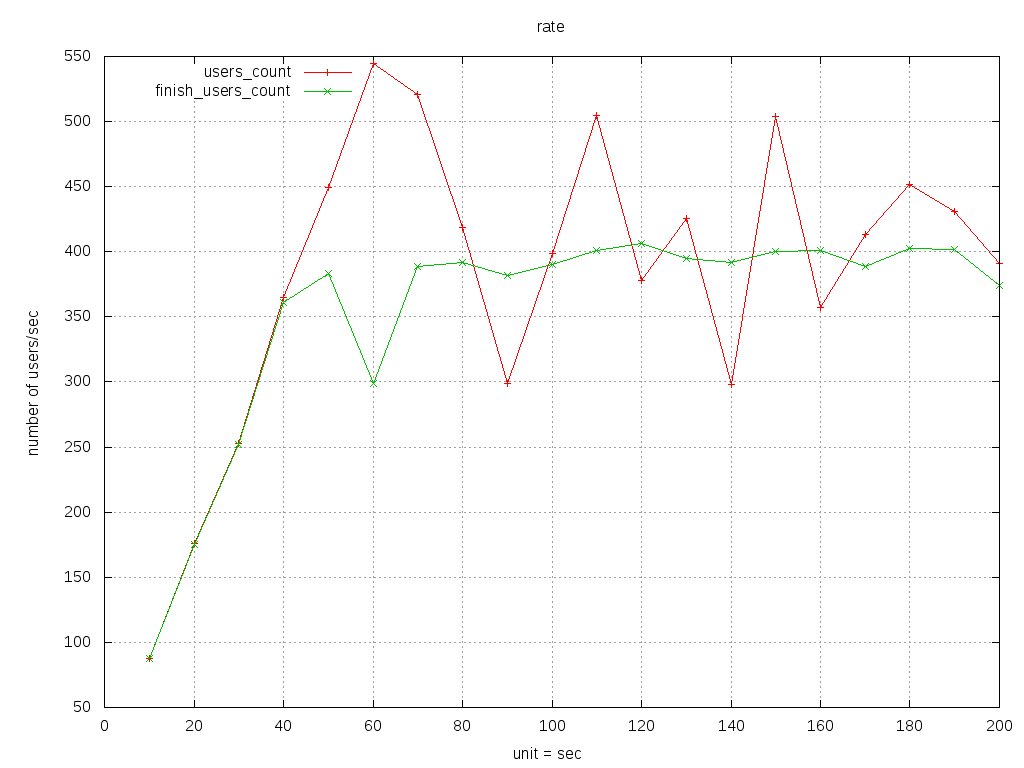 rate
users_count
finish_users_count
550
500
450
400
350
300
250
200
150
100
50
number of users/sec
0 20 40 60 80 100 120 140 160 180 200
unit = sec